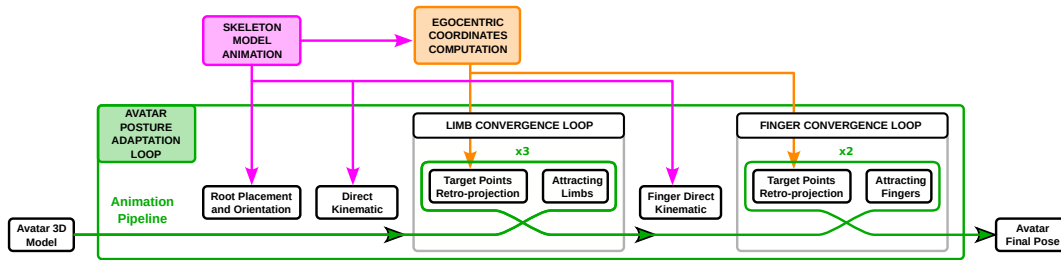 SKELETON
MODEL
ANIMATION
EGOCENTRIC
COORDINATES
COMPUTATION
AVATAR
POSTURE
ADAPTATION
LOOP
LIMB CONVERGENCE LOOP
FINGER CONVERGENCE LOOP
x3
x2
Target Points
Retro-projection
Attracting
Limbs
Target Points
Retro-projection
Attracting
Fingers
Animation
Pipeline
Root Placement
and Orientation
Direct
Kinematic
Finger Direct
Kinematic
Avatar 3D
Model
Avatar
Final Pose